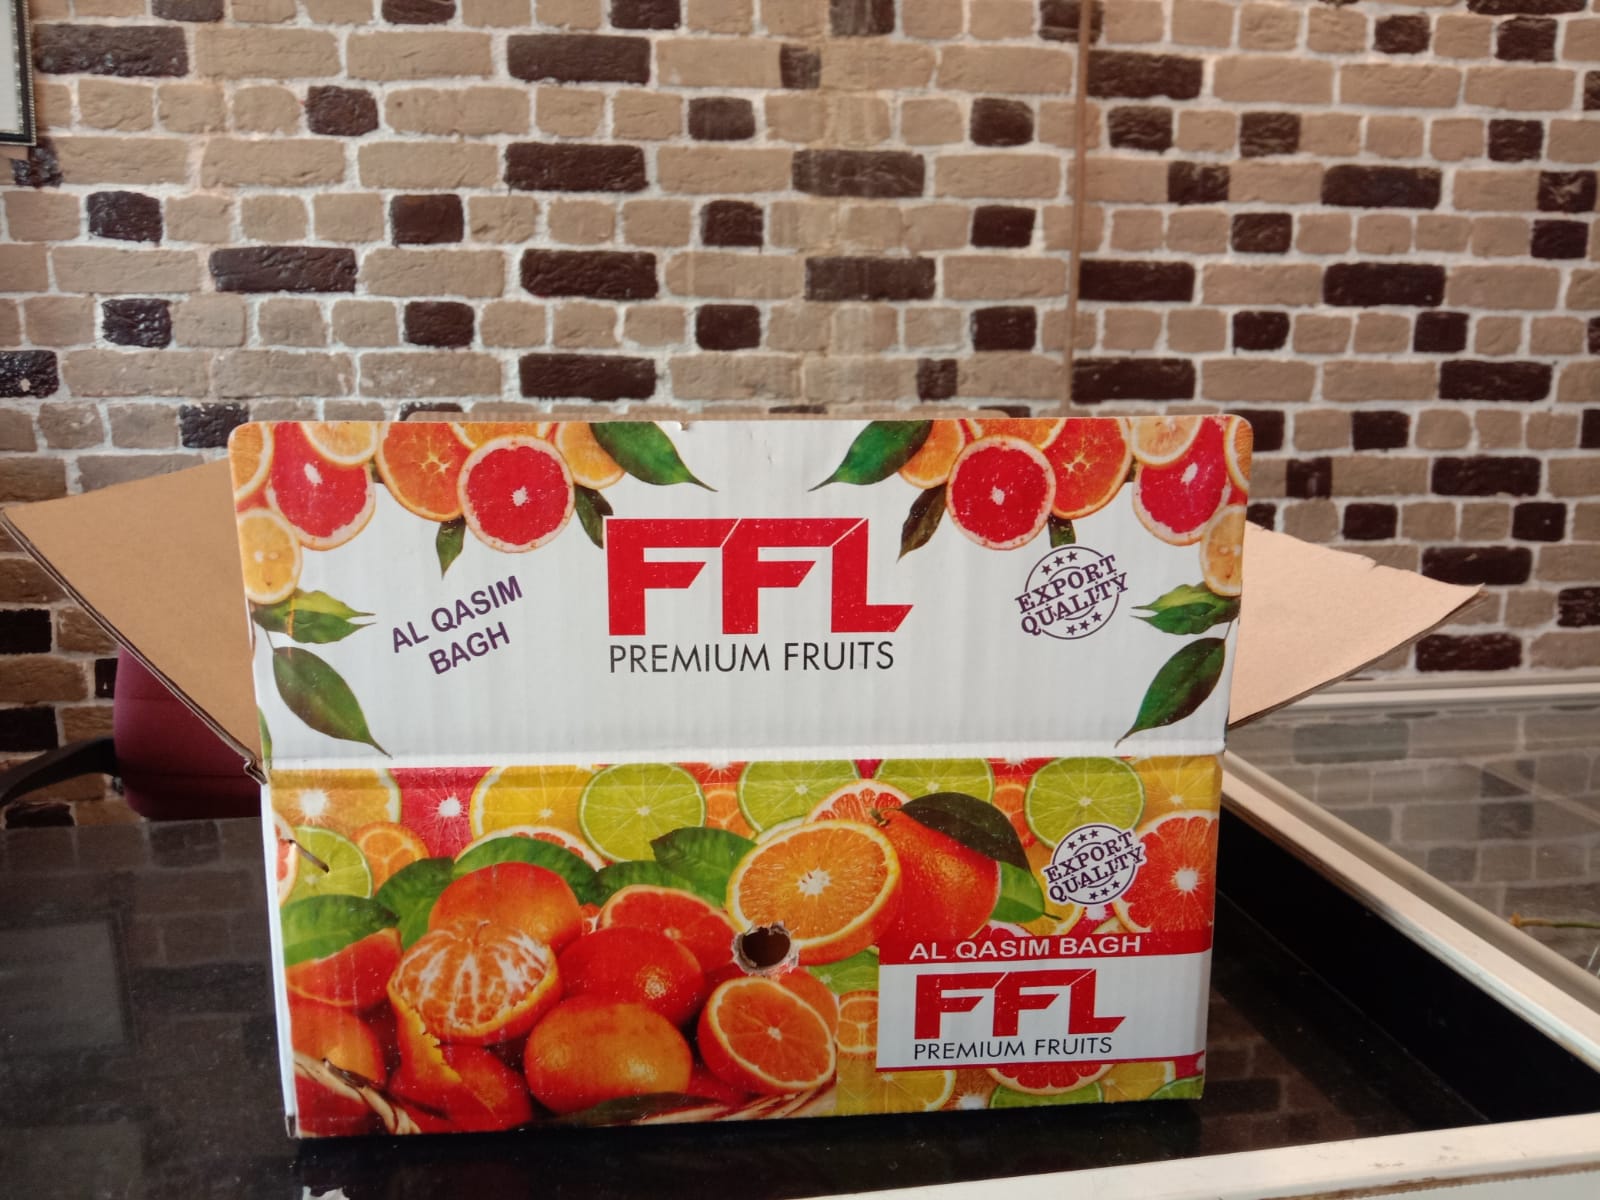 AL QASIM
BAGH
FFL
PREMIUM FRUITS
EXPORT
QUALITY
EXPORT
QUALITY
AL QASIM BAGH
FFL
PREMIUM FRUITS